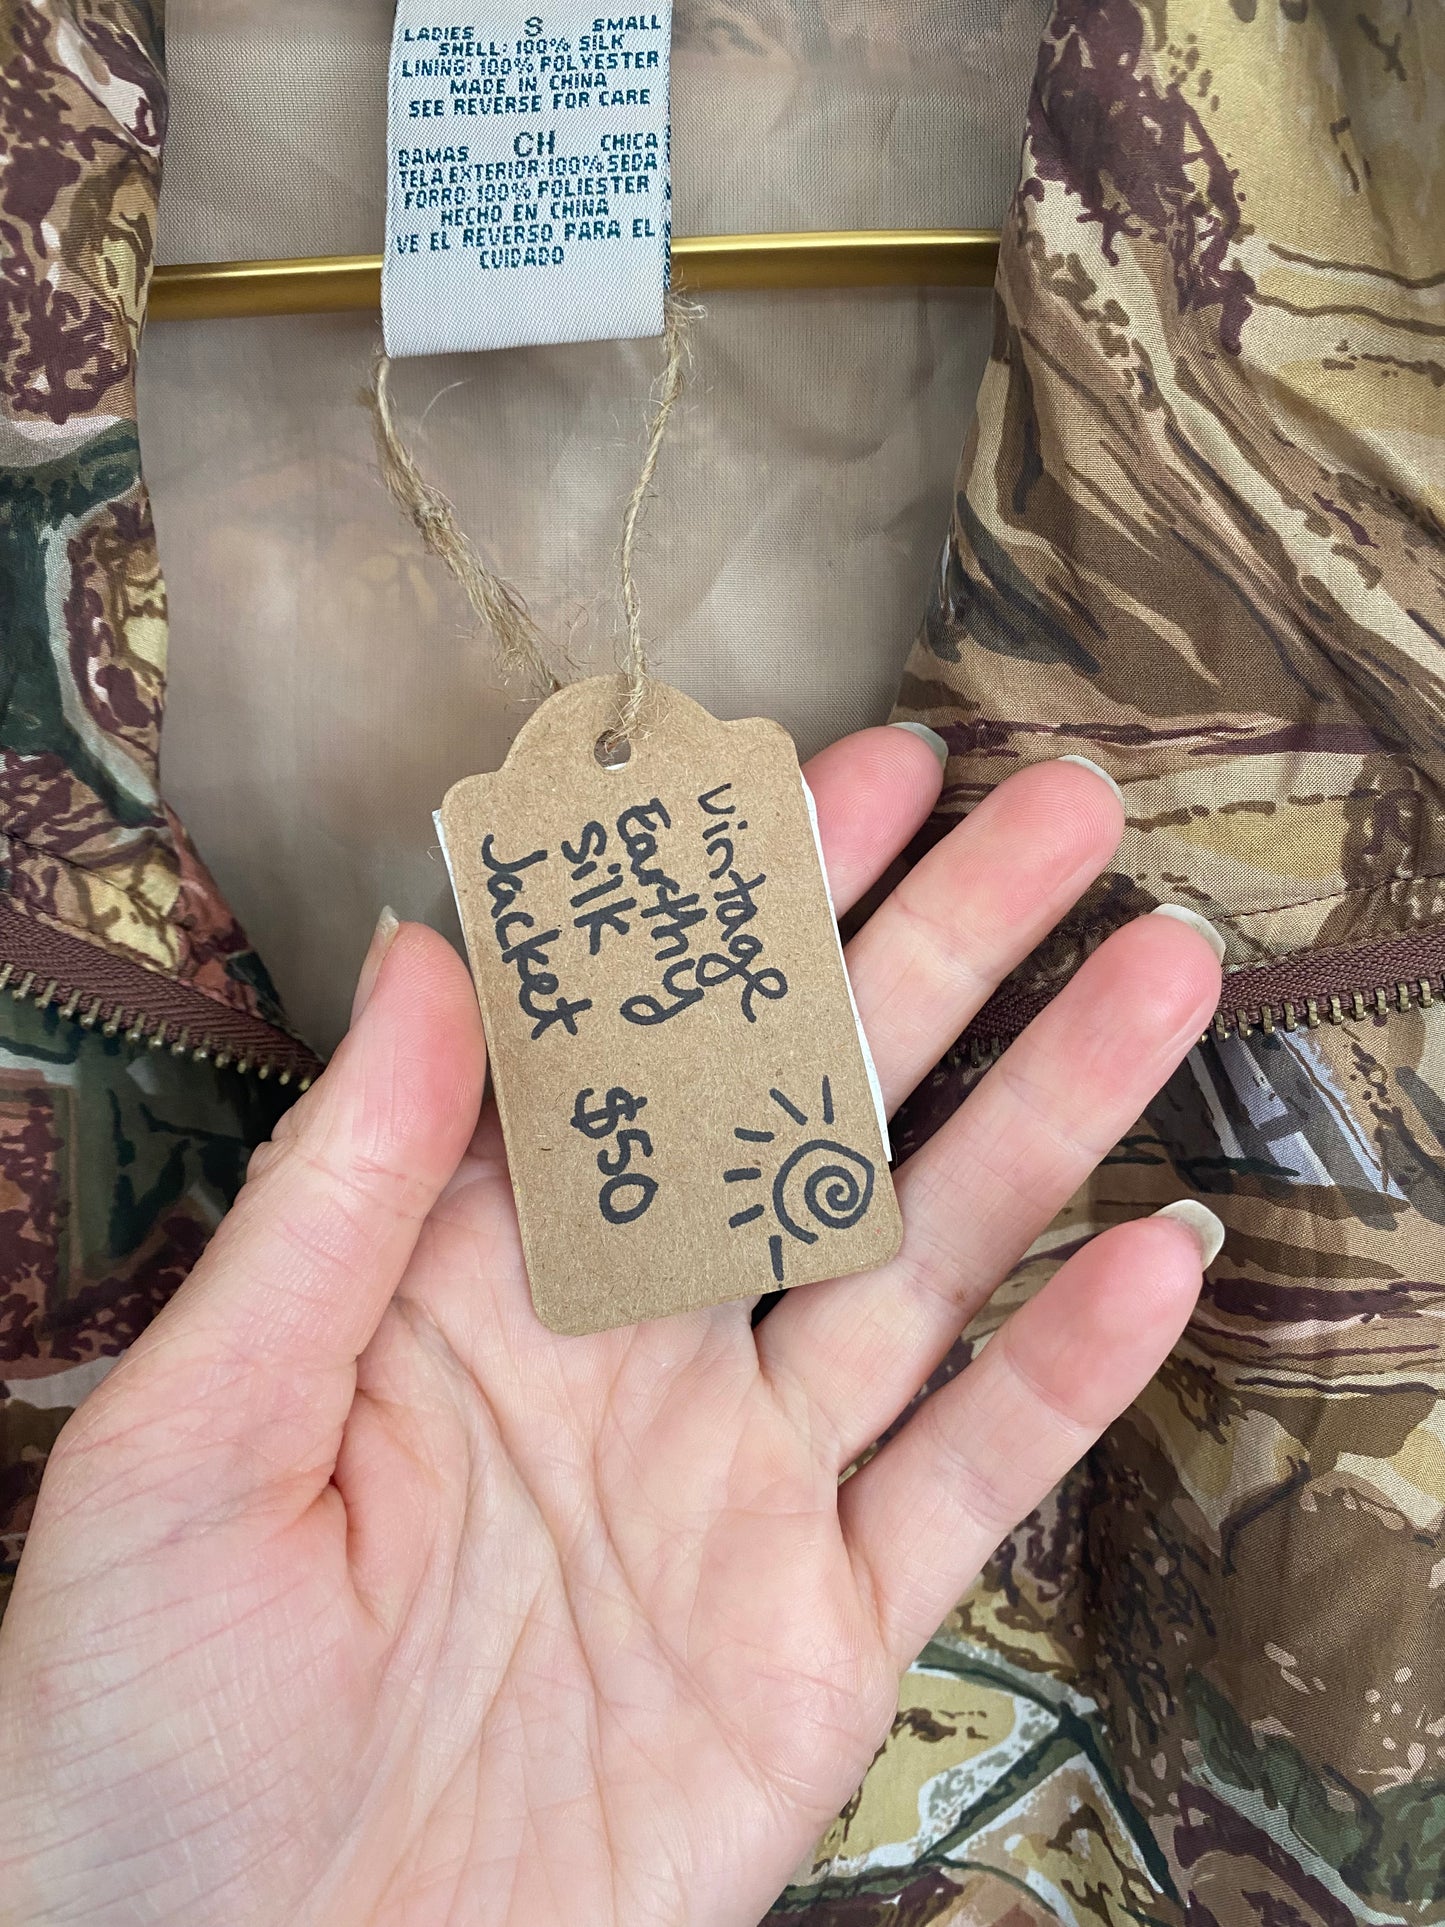 LADIES S SMALL
SHELL: 100% SILK
LINING: 100% POLYESTER
MADE IN CHINA
SEE REVERSE FOR CARE
DAMAS CH CHICA
TELA EXTERIOR:100% SEDA
FORRO: 100% POLIESTER
HECHO EN CHINA
VE EL REVERSO PARA EL
CUIDADO
Vintage
Earthy
Silk
Jacket
$50